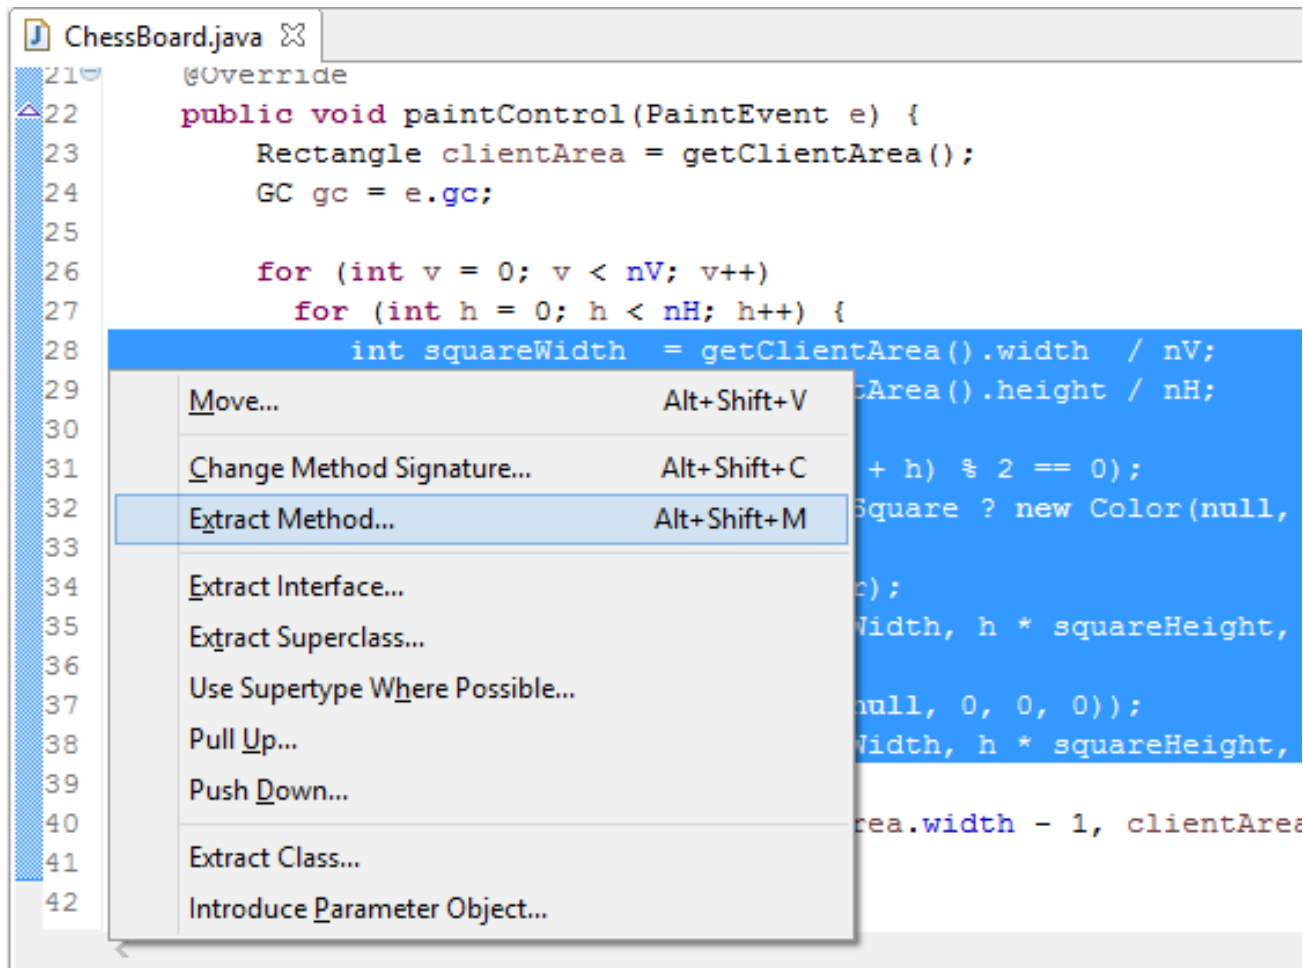 ChessBoard.java
21 @Override
22 public void paintControl(PaintEvent e) {
23 Rectangle clientArea = getClientArea();
24 GC gc = e.gc;
25
26 for (int v = 0; v < nV; v++)
27 for (int h = 0; h < nH; h++) {
28 int squareWidth = getClientArea().width / nV;
29 tArea().height / nH;
Move... Alt+Shift+V
30
31 + h) % 2 == 0);
Change Method Signature... Alt+Shift+C
32 Square ? new Color(null,
Extract Method... Alt+Shift+M
33
34 r);
Extract Interface...
35 Width, h * squareHeight,
Extract Superclass...
36
Use Supertype Where Possible...
37 null, 0, 0, 0));
38 Width, h * squareHeight,
Pull Up...
39
Push Down...
40 rea.width - 1, clientArea
41
Extract Class...
42
Introduce Parameter Object...